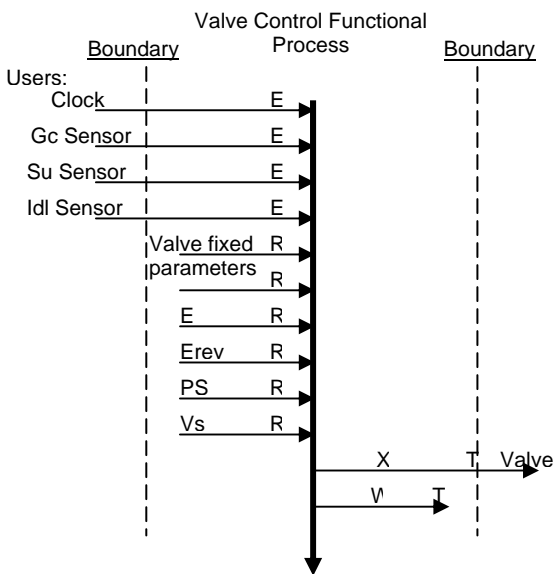 Valve Control Functional
Process
Boundary
Boundary
Users:
Clock E
Gc Sensor E
Su Sensor E
Idl Sensor E
Valve fixed R
parameters
R
E R
Erev R
PS R
Vs R
X T Valve
W T